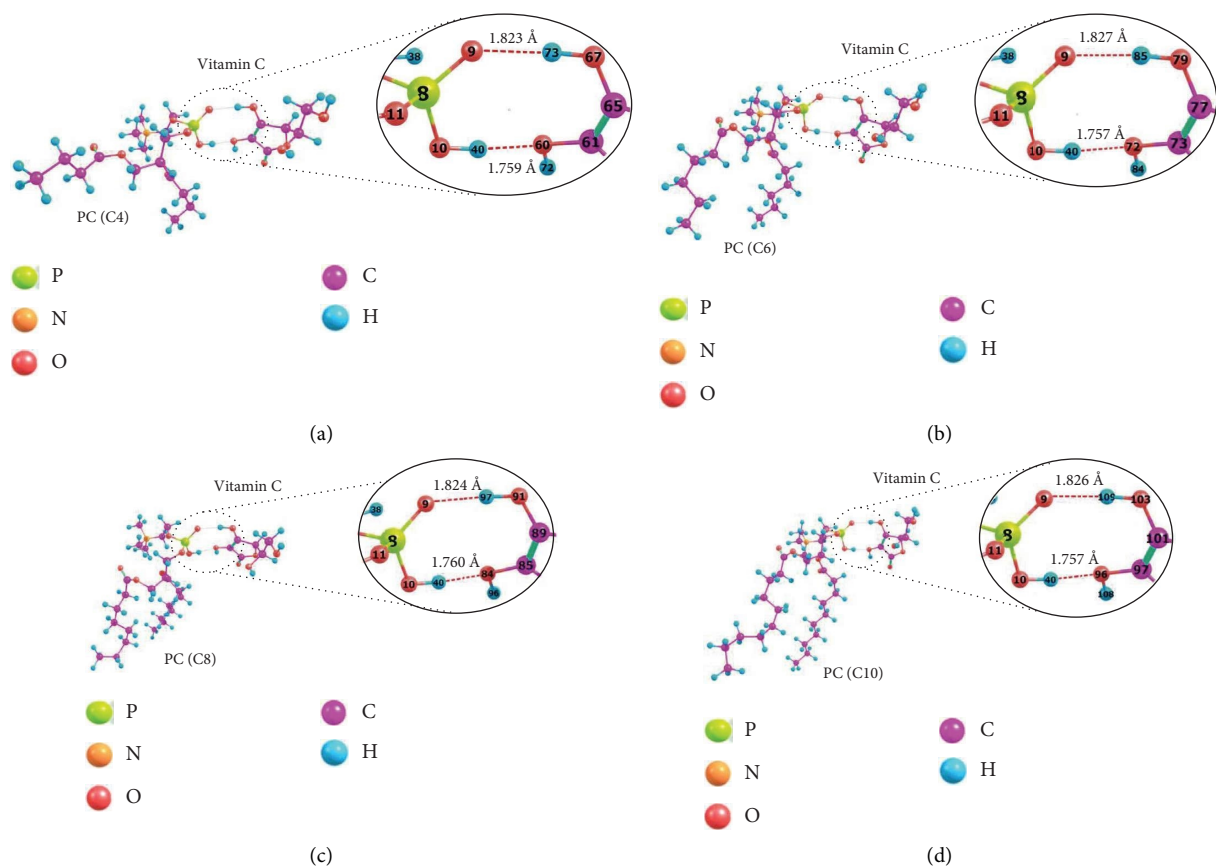 1.823 Å
38
9
73
67
Vitamin C
8
65
11
10
40
60
61
1.759 Å
72
PC (C4)
P
C
N
H
O
(a)
1.827 Å
38
9
85
79
Vitamin C
8
77
11
1.757 Å
10
40
72
73
84
PC (C6)
P
C
N
H
O
(b)
Vitamin C
1.824 Å
38
9
97
91
8
89
11
1.760 Å
10
40
84
85
96
PC (C8)
P
C
N
H
O
(c)
Vitamin C
1.826 Å
9
109
103
8
101
11
1.757 Å
10
40
96
97
108
PC (C10)
P
C
N
H
O
(d)